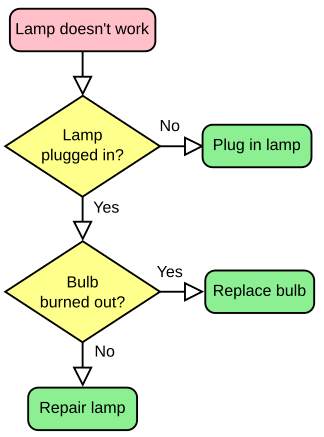 Lamp doesn't work
Lamp
plugged in?
No
Plug in lamp
Yes
Bulb
burned out?
Yes
Replace bulb
No
Repair lamp